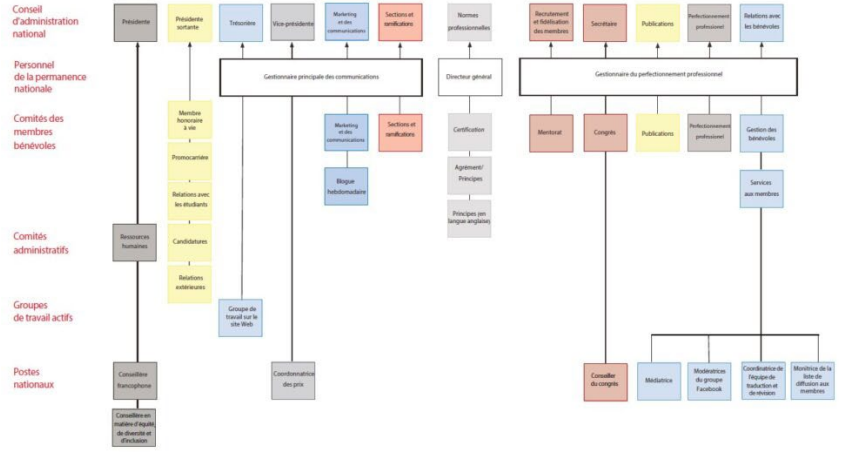 Conseil
d'administration
national
Présidente
Présidente
sortante
Trésorière
Vice-présidente
Marketing
et des
communications
Sections et
ramifications
Normes
professionnelles
Recrutement
et fidélisation
des membres
Secrétaire
Publications
Perfectionnement
professionel
Relations avec
les bénévoles
Personnel
de la permanence
nationale
Gestionnaire principale des communications
Directeur général
Gestionnaire du perfectionnement professionnel
Comités des
membres
bénévoles
Membre
honoraire
à vie
Marketing
et des
communications
Sections et
ramifications
Certification
Mentorat
Congrès
Publications
Perfectionnement
professionel
Gestion des
bénévoles
Promocarrière
Blogue
hebdomadaire
Agrément/
Principes
Relations avec
les étudiants
Services
aux membres
Principes (en
langue anglaise)
Comités
administratifs
Ressources
humaines
Candidatures
Relations
extérieures
Groupes
de travail actifs
Groupe de
travail sur le
site Web
Postes
nationaux
Conseillère
francophone
Coordonnatrice
des prix
Conseiller
du congrès
Médiatrice
Modératrices
du groupe
Facebook
Coordinatrice de
l'équipe de
traduction et
de révision
Monitrice de la
liste de
diffusion aux
membres
Conseillère en
matière d'équité,
de diversité et
d'inclusion